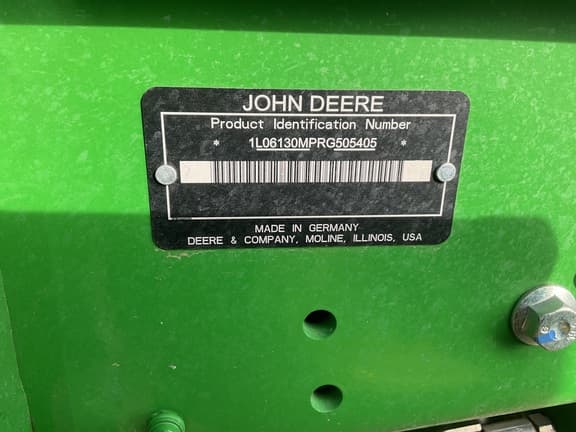 JOHN DEERE
Product Identification Number
* 1L06130MPRG505405 *
MADE IN GERMANY
DEERE & COMPANY, MOLINE, ILLINOIS, USA